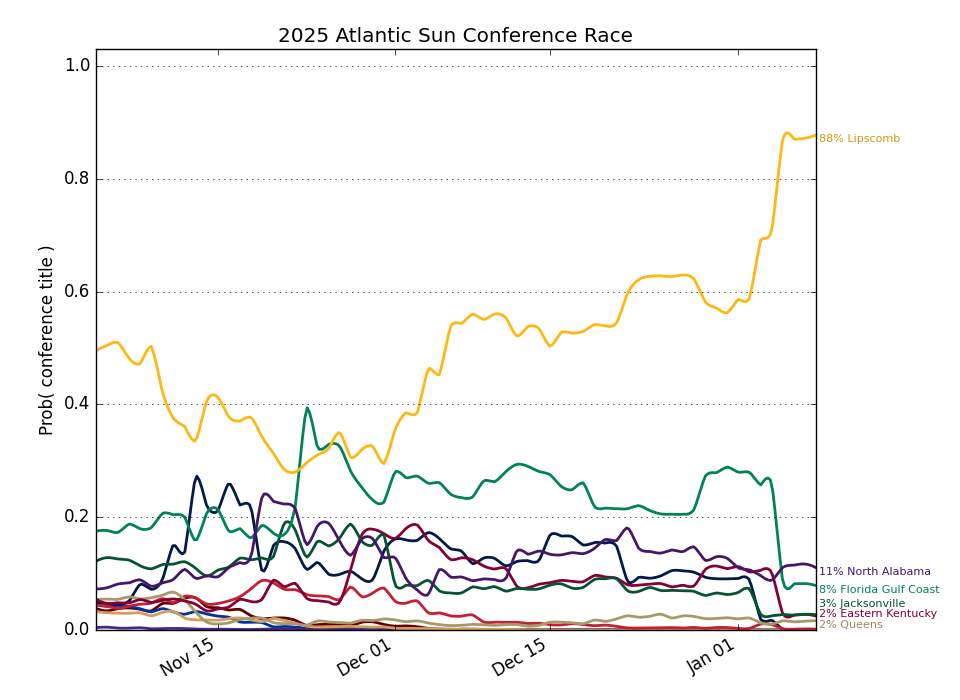 2025 Atlantic Sun Conference Race
Prob( conference title )
1.0
0.8
0.6
0.4
0.2
0.0
Nov 15
Dec 01
Dec 15
Jan 01
88% Lipscomb
11% North Alabama
8% Florida Gulf Coast
3% Jacksonville
2% Eastern Kentucky
2% Queens